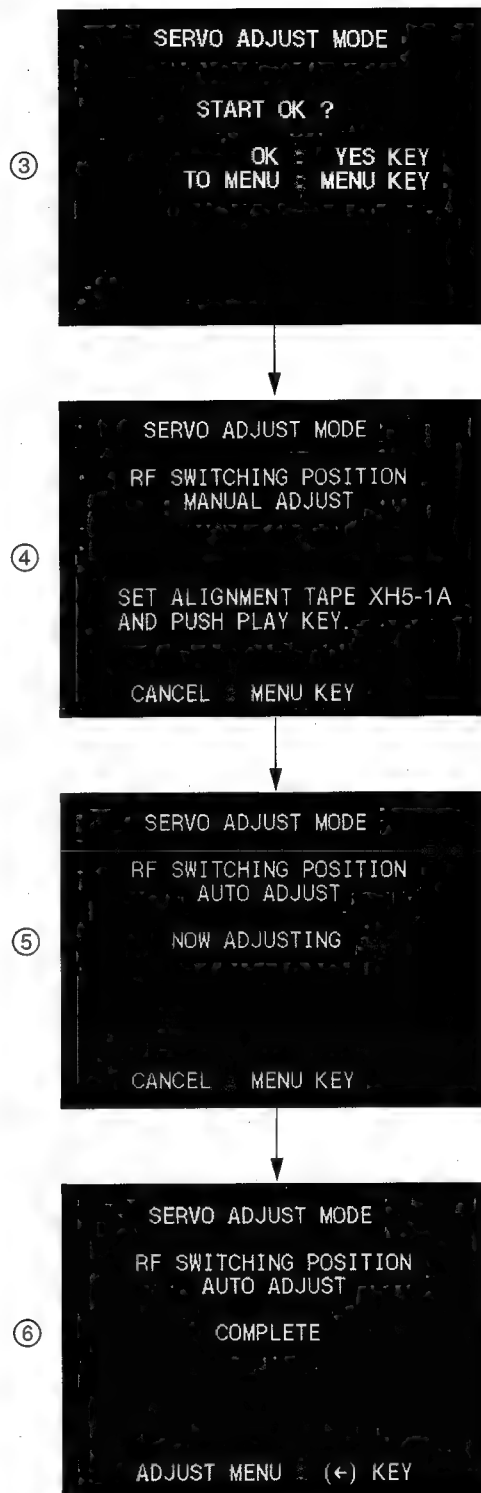 ③
SERVO ADJUST MODE
START OK ?
OK : YES KEY
TO MENU : MENU KEY
④
SERVO ADJUST MODE
RF SWITCHING POSITION
MANUAL ADJUST
SET ALIGNMENT TAPE XH5-1A
AND PUSH PLAY KEY.
CANCEL : MENU KEY
⑤
SERVO ADJUST MODE
RF SWITCHING POSITION
AUTO ADJUST
NOW ADJUSTING
CANCEL : MENU KEY
⑥
SERVO ADJUST MODE
RF SWITCHING POSITION
AUTO ADJUST
COMPLETE
ADJUST MENU : (←) KEY